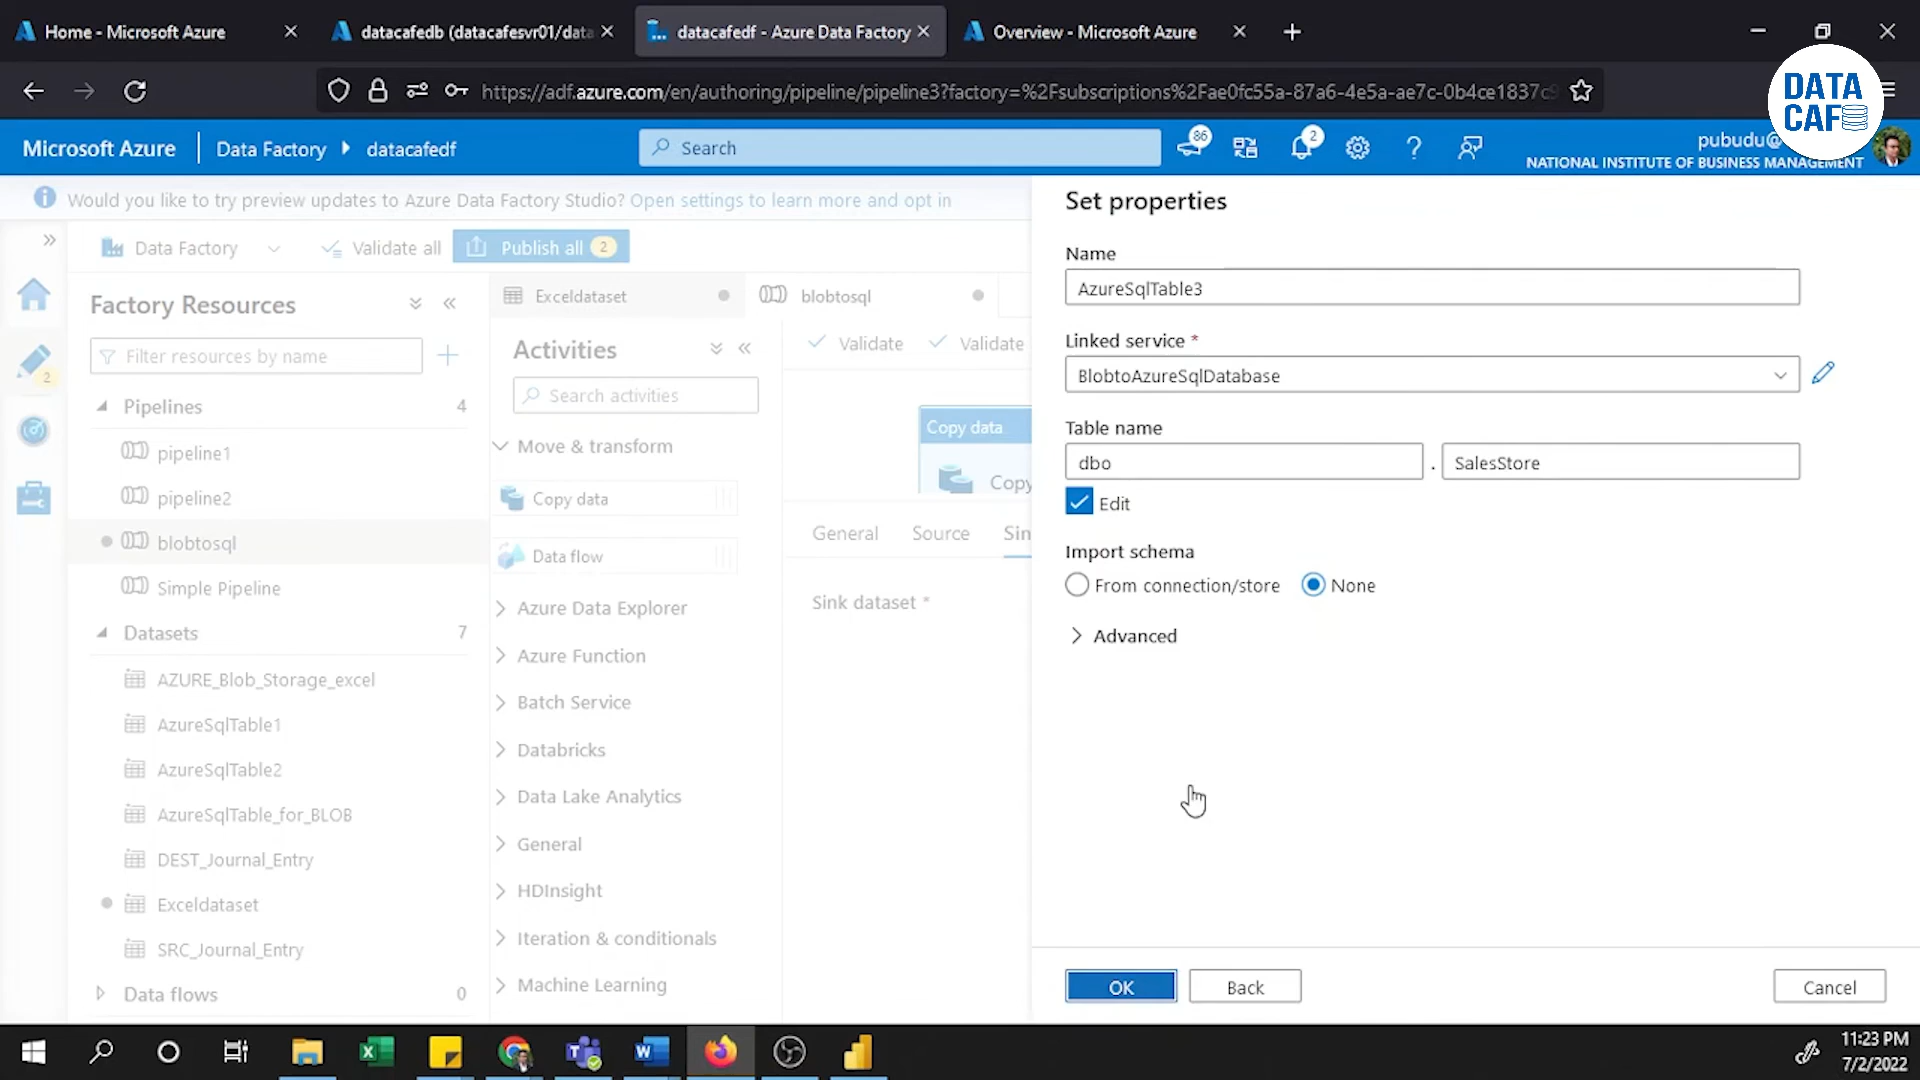 Home - Microsoft Azure
datacafedb (datacafesvr01/data
datacafedf - Azure Data Factory
Overview - Microsoft Azure
https://adf.azure.com/en/authoring/pipeline/pipeline3?factory=%2Fsubscriptions%2Fae0fc55a-87a6-4e5a-ae7c-0b4ce1837c9
DATA
CAF
Microsoft Azure
Data Factory
datacafedf
Search
86
2
pubudu@
NATIONAL INSTITUTE OF BUSINESS MANAGEMENT
Would you like to try preview updates to Azure Data Factory Studio? Open settings to learn more and opt in
Data Factory
Validate all
Publish all 2
Factory Resources
Filter resources by name
2
Pipelines 4
pipeline1
pipeline2
blobtosql
Simple Pipeline
Datasets 7
AZURE_Blob_Storage_excel
AzureSqlTable1
AzureSqlTable2
AzureSqlTable_for_BLOB
DEST_Journal_Entry
Exceldataset
SRC_Journal_Entry
Data flows 0
Exceldataset
blobtosql
Activities
Search activities
Move & transform
Copy data
Data flow
Azure Data Explorer
Azure Function
Batch Service
Databricks
Data Lake Analytics
General
HDInsight
Iteration & conditionals
Machine Learning
Validate
Validate
Copy data
Copy
General
Source
Sin
Sink dataset *
Set properties
Name
AzureSqlTable3
Linked service *
BlobtoAzureSqlDatabase
Table name
dbo . SalesStore
Edit
Import schema
From connection/store
None
Advanced
OK
Back
Cancel
11:23 PM
7/2/2022